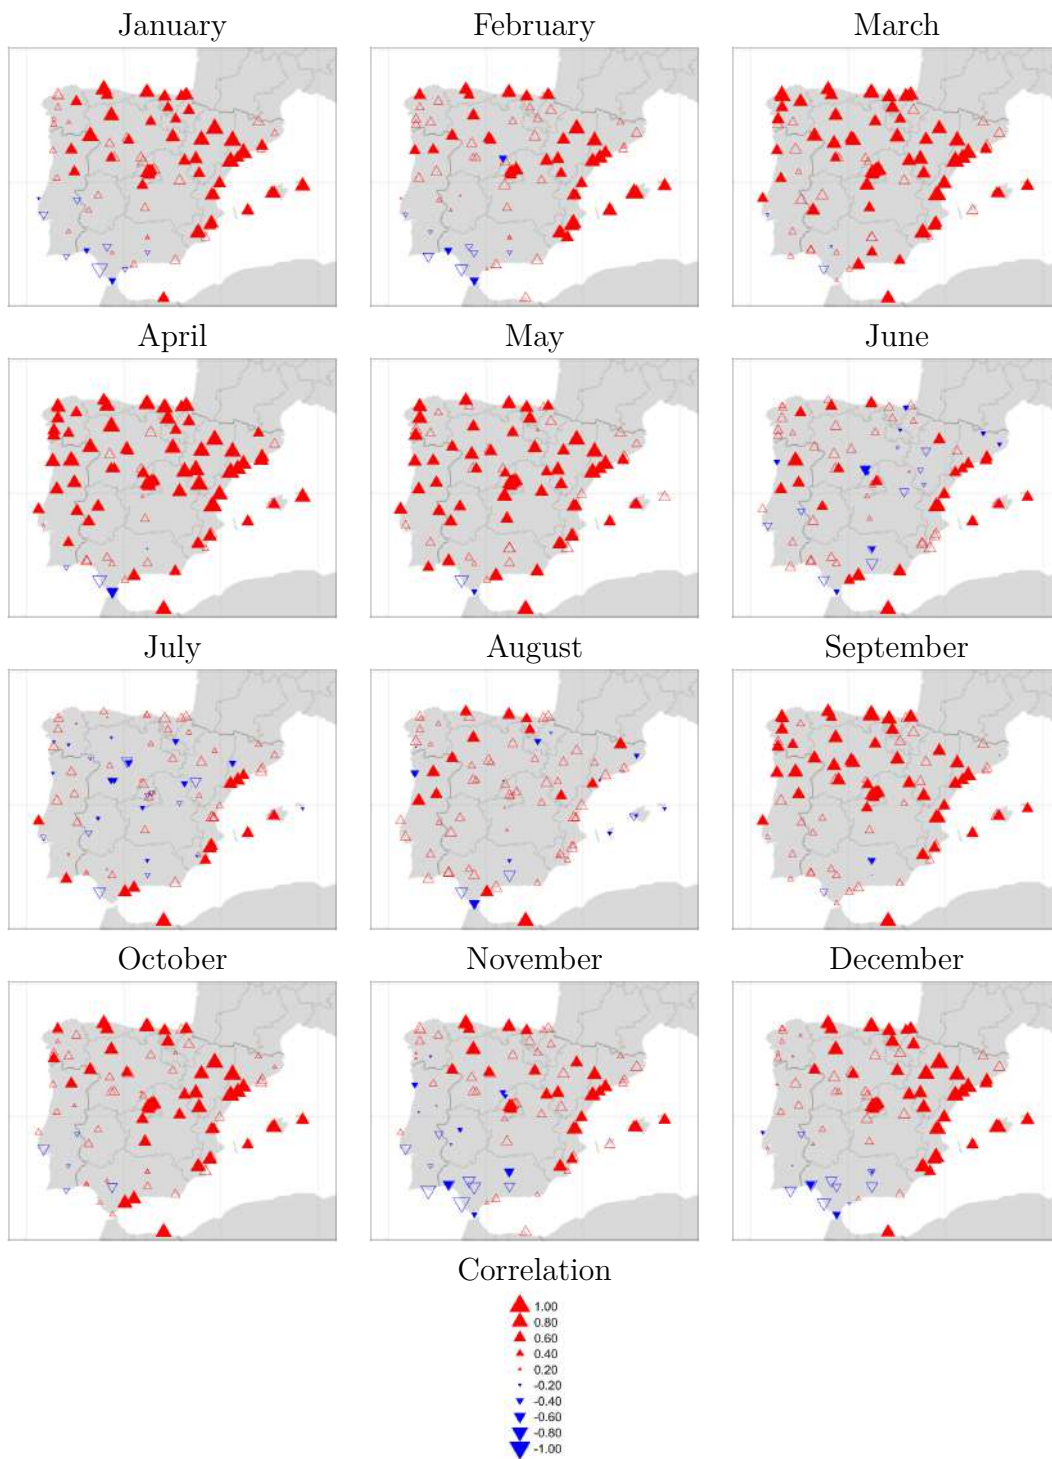 January February March
April May June
July August September
October November December
Correlation
1.00
0.80
0.60
0.40
0.20
-0.20
-0.40
-0.60
-0.80
-1.00